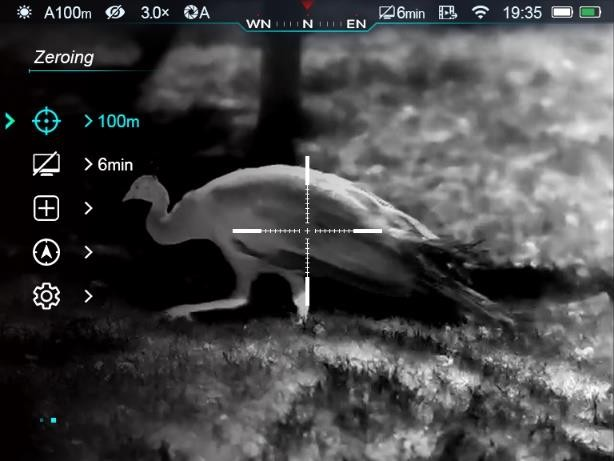 A100m 3.0× A 6min 19:35
WN N EN
Zeroing
100m
6min